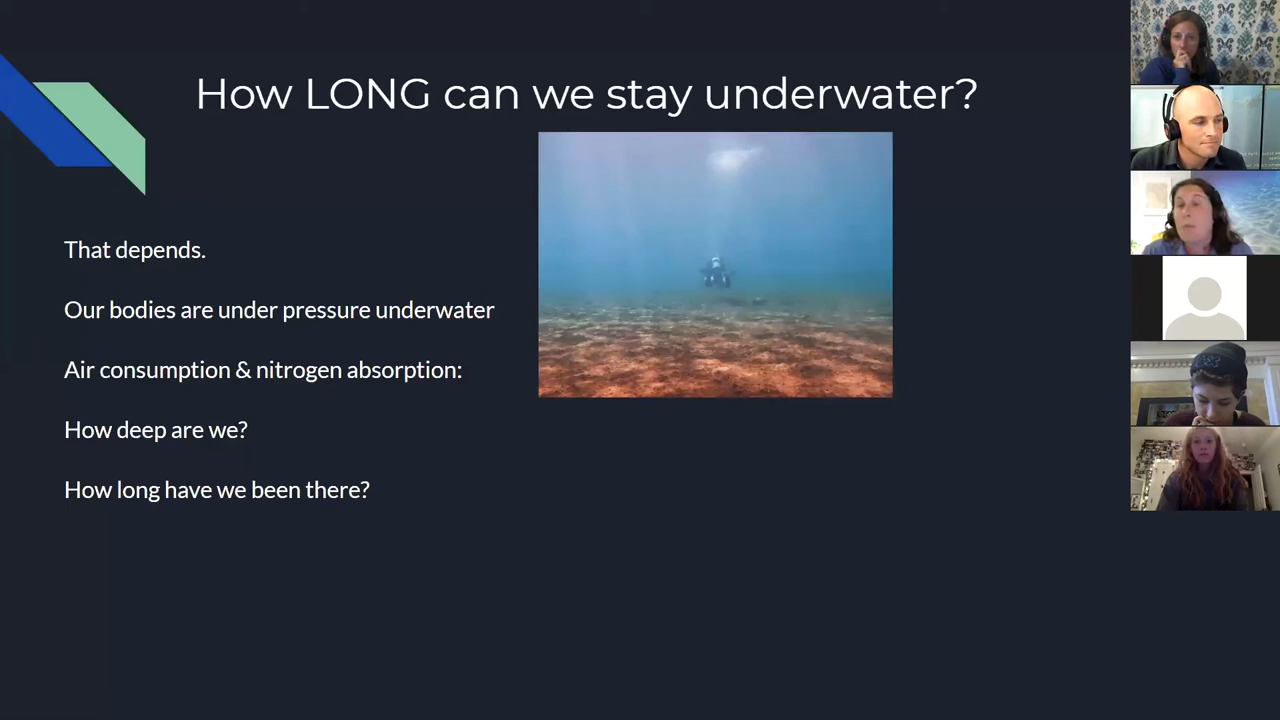 How LONG can we stay underwater?
That depends.
Our bodies are under pressure underwater
Air consumption & nitrogen absorption:
How deep are we?
How long have we been there?